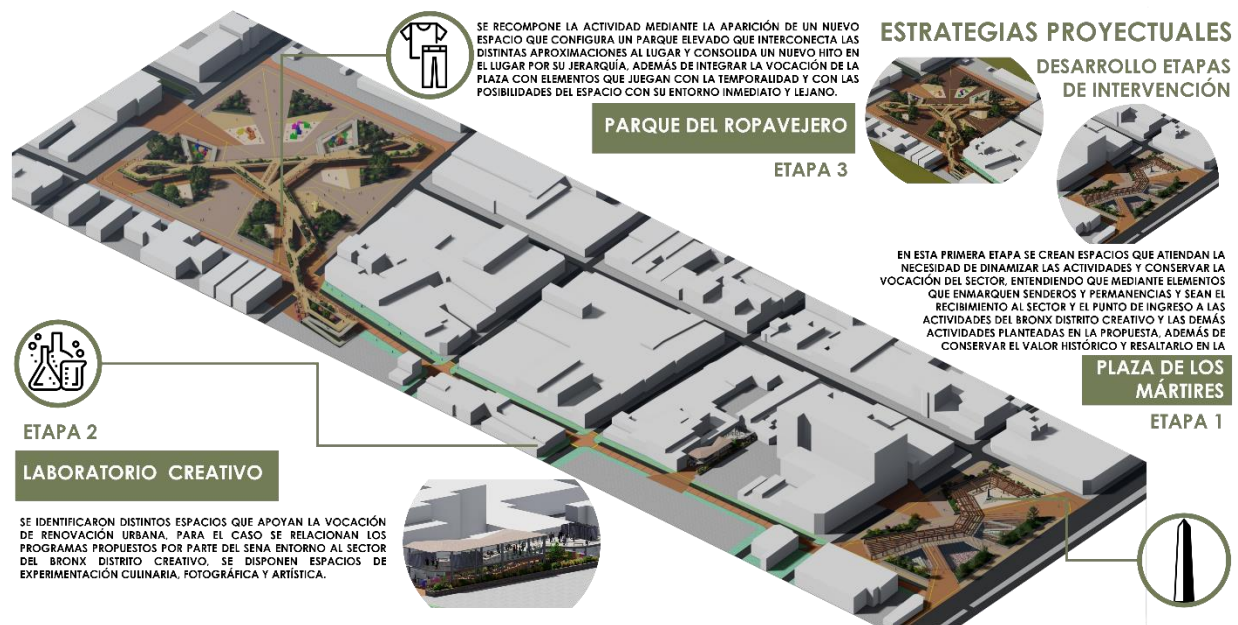 ESTRATEGIAS PROYECTUALES
DESARROLLO ETAPAS
DE INTERVENCIÓN
SE RECOMPONE LA ACTIVIDAD MEDIANTE LA APARICIÓN DE UN NUEVO
ESPACIO QUE CONFIGURA UN PARQUE ELEVADO QUE INTERCONECTA LAS
DISTINTAS APROXIMACIONES AL LUGAR Y CONSOLIDA UN NUEVO HITO EN
EL LUGAR POR SU JERARQUÍA, ADEMÁS DE INTEGRAR LA VOCACIÓN DE LA
PLAZA CON ELEMENTOS QUE JUEGAN CON LA TEMPORALIDAD Y CON LAS
POSIBILIDADES DEL ESPACIO CON SU ENTORNO INMEDIATO Y LEJANO.
PARQUE DEL ROPAVEJERO
ETAPA 3
EN ESTA PRIMERA ETAPA SE CREAN ESPACIOS QUE ATIENDAN LA
NECESIDAD DE DINAMIZAR LAS ACTIVIDADES Y CONSERVAR LA
VOCACIÓN DEL SECTOR, ENTENDIENDO QUE MEDIANTE ELEMENTOS
QUE ENMARQUEN SENDEROS Y PERMANENCIAS Y SEAN EL
RECIBIMIENTO AL SECTOR Y EL PUNTO DE INGRESO A LAS
ACTIVIDADES DEL BRONX DISTRITO CREATIVO Y LAS DEMÁS
ACTIVIDADES PLANTEADAS EN LA PROPUESTA, ADEMÁS DE
CONSERVAR EL VALOR HISTÓRICO Y RESALTARLO EN LA
PLAZA DE LOS
MÁRTIRES
ETAPA 1
ETAPA 2
LABORATORIO CREATIVO
SE IDENTIFICARON DISTINTOS ESPACIOS QUE APOYAN LA VOCACIÓN
DE RENOVACIÓN URBANA, PARA EL CASO SE RELACIONAN LOS
PROGRAMAS PROPUESTOS POR PARTE DEL SENA ENTORNO AL SECTOR
DEL BRONX DISTRITO CREATIVO, SE DISPONEN ESPACIOS DE
EXPERIMENTACIÓN CULINARIA, FOTOGRÁFICA Y ARTÍSTICA.